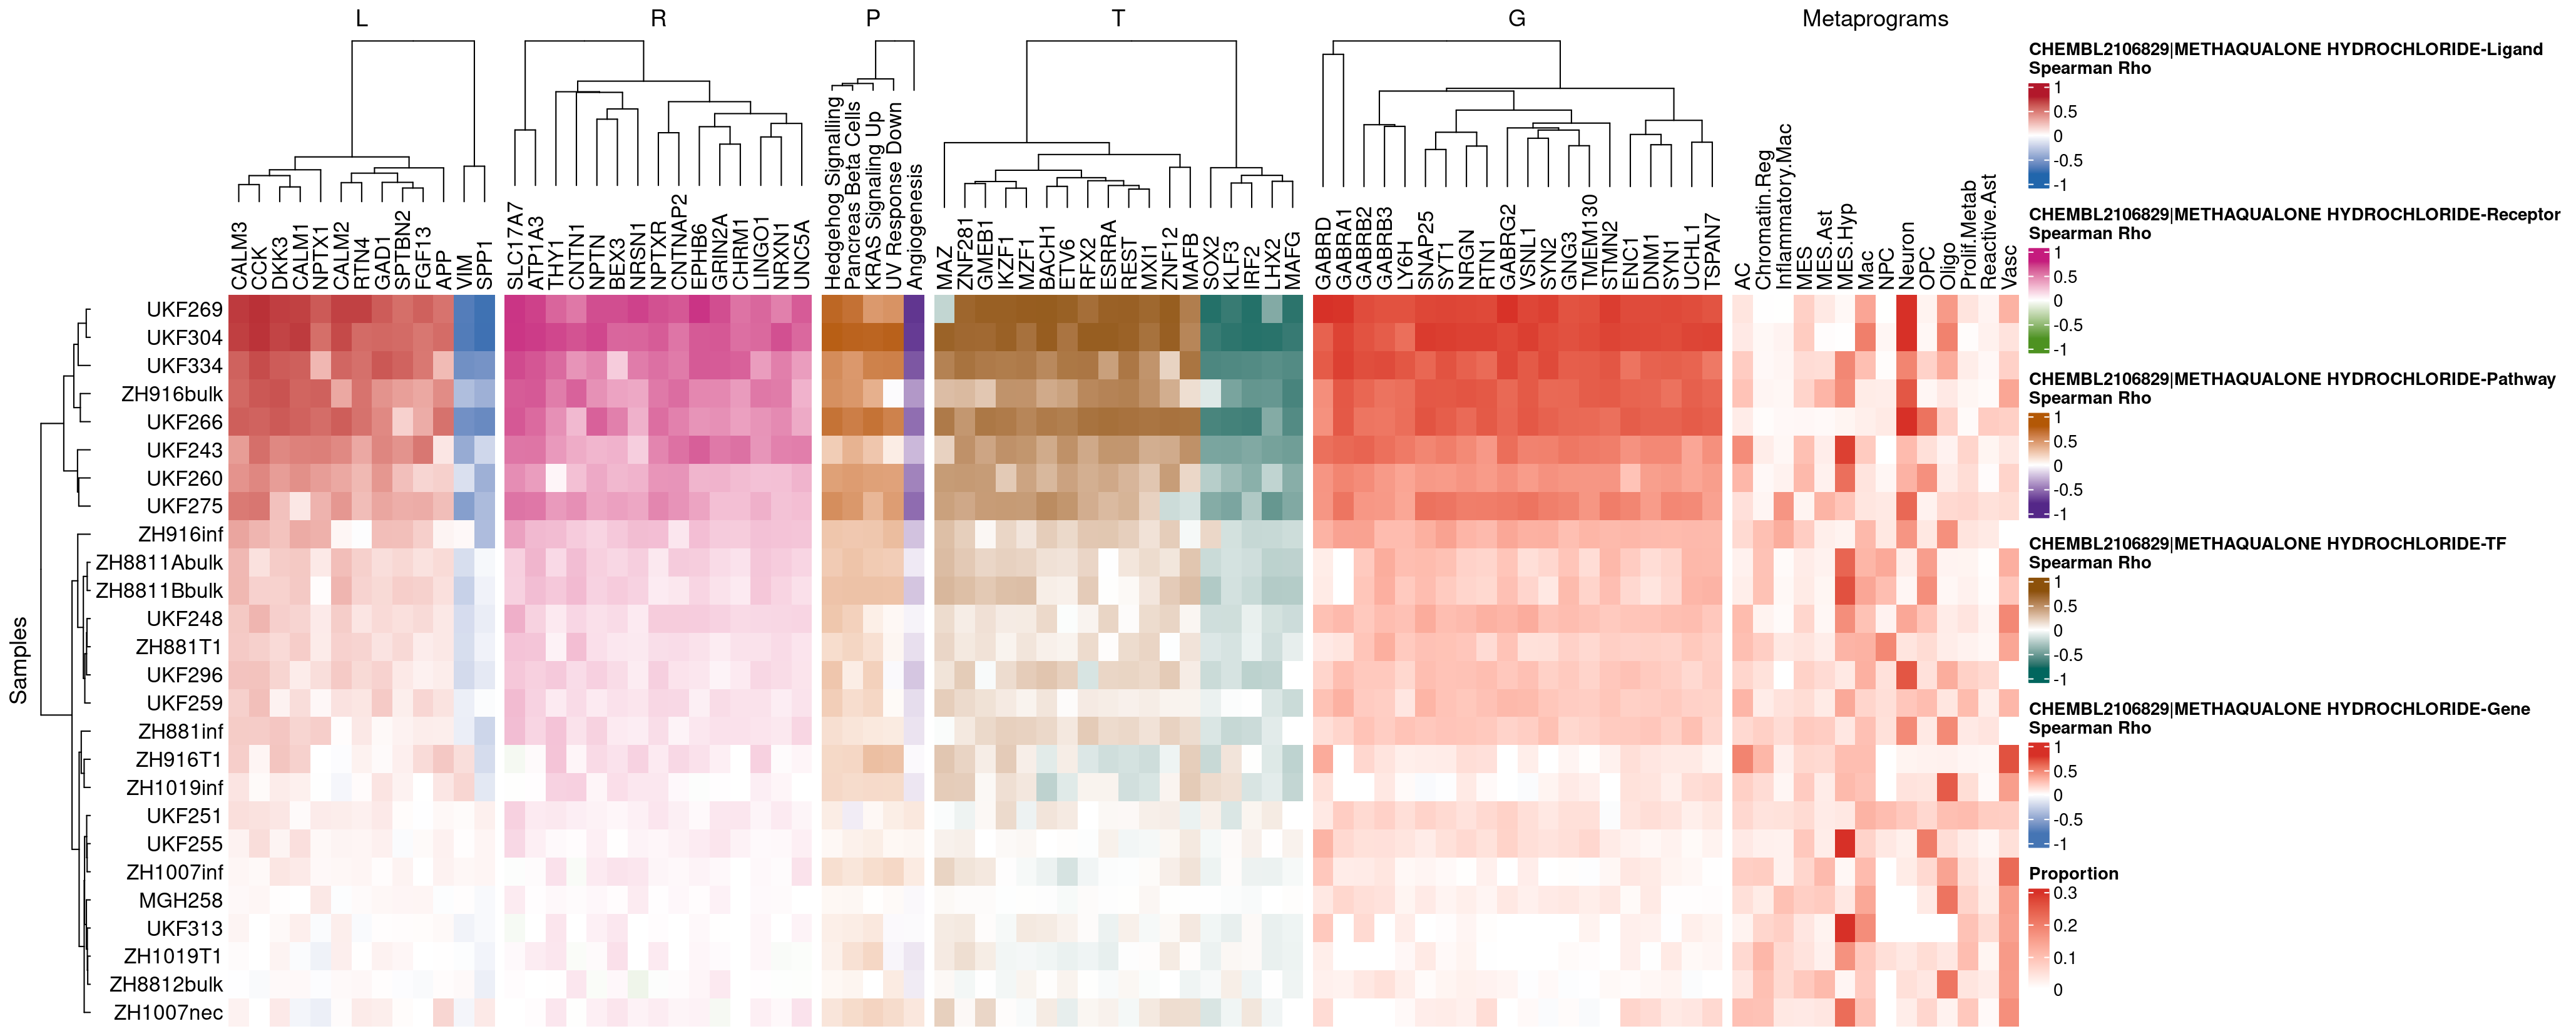 L
R
P
T
G
Metaprograms
CALM3
CCK
DKK3
CALM1
NPTX1
CALM2
RTN4
GAD1
SPTBN2
FGF13
APP
VIM
SPP1
SLC17A7
ATP1A3
THY1
CNTN1
NPTN
BEX3
NRSN1
NPTXR
CNTNAP2
EPHB6
GRIN2A
CHRM1
LINGO1
NRXN1
UNC5A
Hedgehog Signalling
Pancreas Beta Cells
KRAS Signaling Up
UV Response Down
Angiogenesis
MAZ
ZNF281
GMEB1
IKZF1
MZF1
BACH1
ETV6
RFX2
ESRRA
REST
MXI1
ZNF12
MAFB
SOX2
KLF3
IRF2
LHX2
MAFG
GABRD
GABRA1
GABRB2
GABRB3
LY6H
SNAP25
SYT1
NRGN
RTN1
GABRG2
VSNL1
SYN2
GNG3
TMEM130
STMN2
ENC1
DNM1
SYN1
UCHL1
TSPAN7
AC
Chromatin.Reg
Inflammatory.Mac
MES
MES.Ast
MES.Hyp
Mac
NPC
Neuron
OPC
Oligo
Prolif.Metab
Reactive.Ast
Vasc
Samples
UKF269
UKF304
UKF334
ZH916bulk
UKF266
UKF243
UKF260
UKF275
ZH916inf
ZH8811Abulk
ZH8811Bbulk
UKF248
ZH881T1
UKF296
UKF259
ZH881inf
ZH916T1
ZH1019inf
UKF251
UKF255
ZH1007inf
MGH258
UKF313
ZH1019T1
ZH8812bulk
ZH1007nec
CHEMBL2106829|METHAQUALONE HYDROCHLORIDE-Ligand
Spearman Rho
1
0.5
0
-0.5
-1
CHEMBL2106829|METHAQUALONE HYDROCHLORIDE-Receptor
Spearman Rho
1
0.5
0
-0.5
-1
CHEMBL2106829|METHAQUALONE HYDROCHLORIDE-Pathway
Spearman Rho
1
0.5
0
-0.5
-1
CHEMBL2106829|METHAQUALONE HYDROCHLORIDE-TF
Spearman Rho
1
0.5
0
-0.5
-1
CHEMBL2106829|METHAQUALONE HYDROCHLORIDE-Gene
Spearman Rho
1
0.5
0
-0.5
-1
Proportion
0.3
0.2
0.1
0